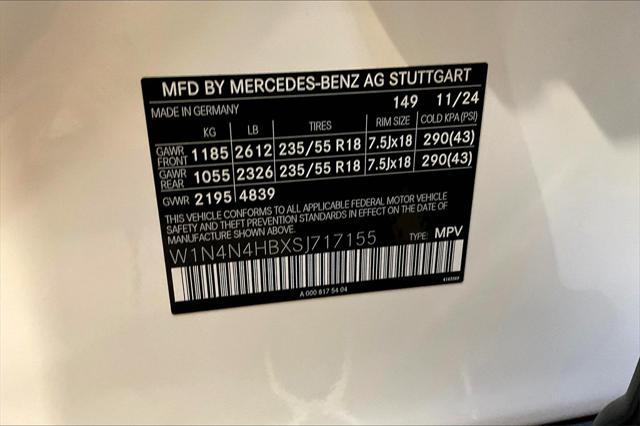 MFD BY MERCEDES-BENZ AG STUTTGART
MADE IN GERMANY 149 11/24
KG LB TIRES RIM SIZE COLD KPA (PSI)
GAWR FRONT 1185 2612 235/55 R18 7.5Jx18 290(43)
GAWR REAR 1055 2326 235/55 R18 7.5Jx18 290(43)
GVWR 2195 4839
THIS VEHICLE CONFORMS TO ALL APPLICABLE FEDERAL MOTOR VEHICLE
SAFETY AND THEFT PREVENTION STANDARDS IN EFFECT ON THE DATE OF
MANUFACTURE SHOWN ABOVE.
W1N4N4HBXSJ717155 TYPE: MPV
A 000 817 54 04